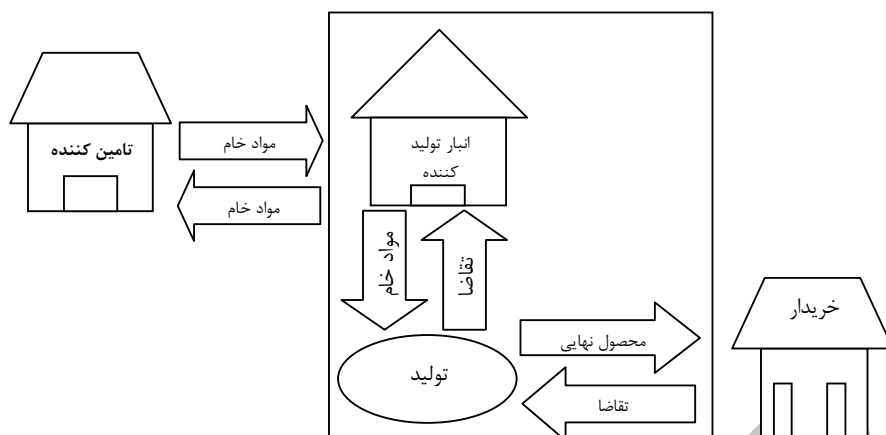 تامین کننده
مواد خام
مواد خام
انبار تولید
کننده
مواد خام
تقاضا
تولید
محصول نهایی
تقاضا
خریدار